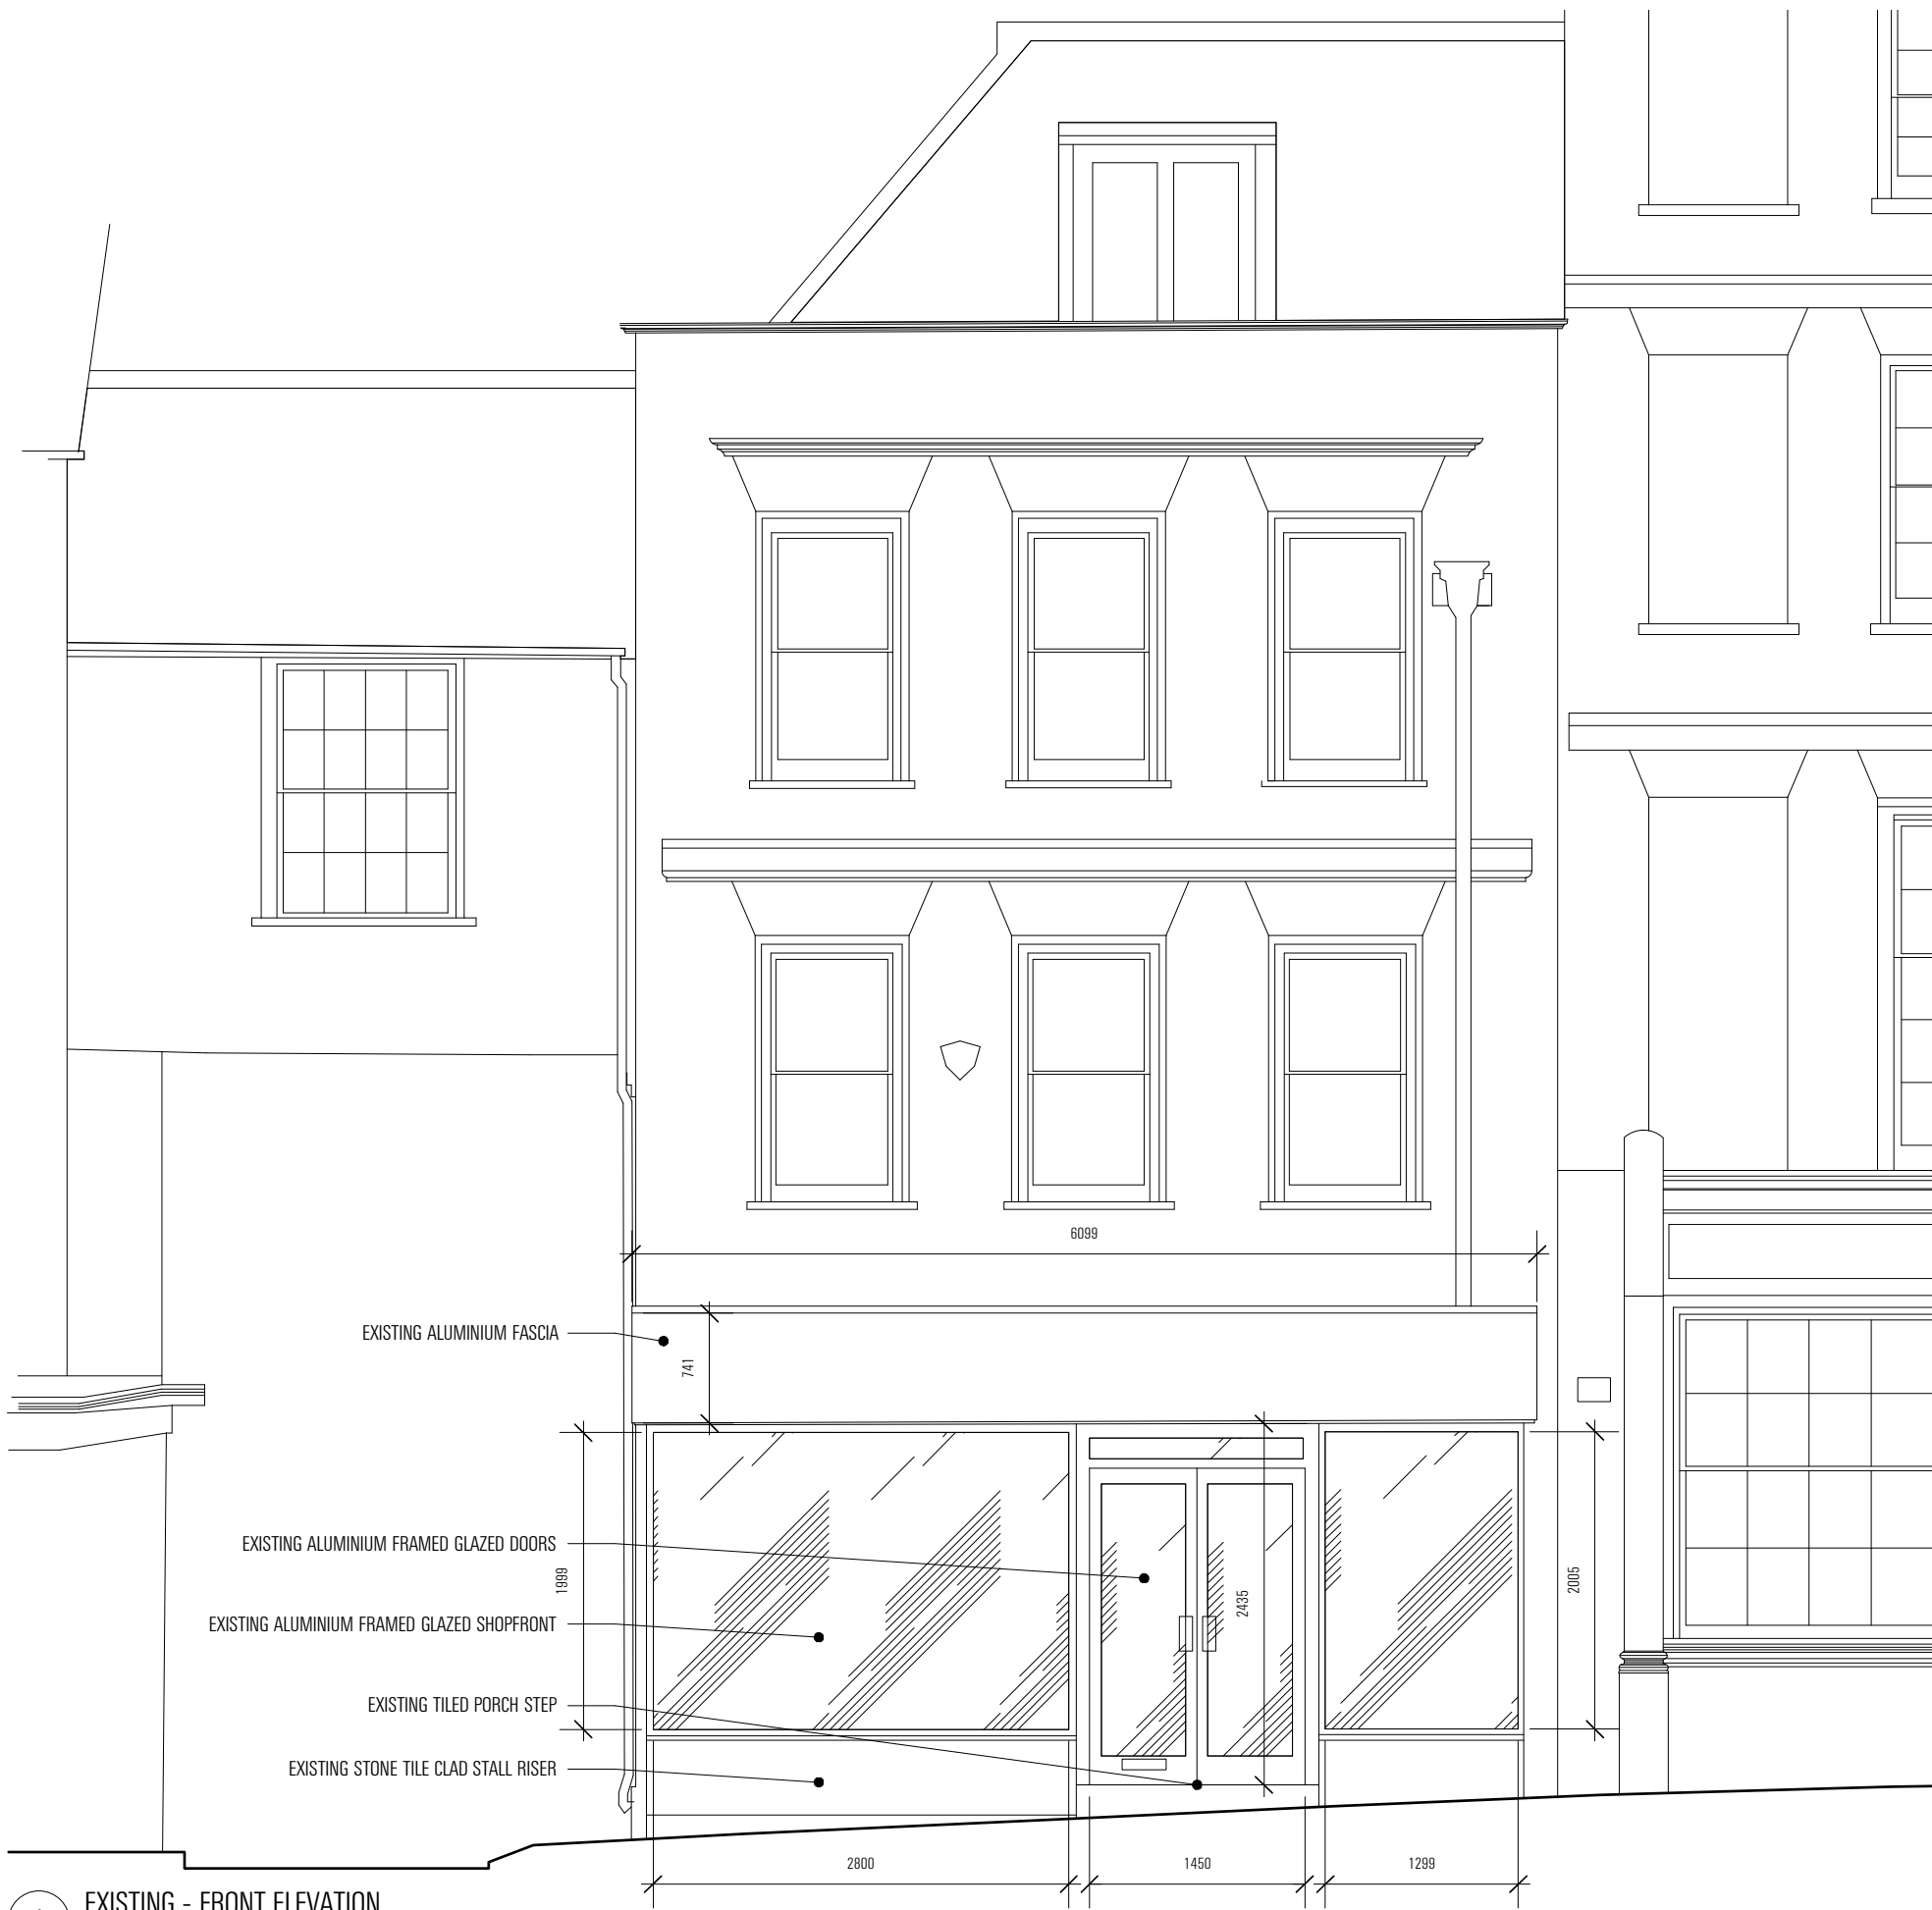 6099
EXISTING ALUMINIUM FASCIA
741
EXISTING ALUMINIUM FRAMED GLAZED DOORS
1999
2435
2005
EXISTING ALUMINIUM FRAMED GLAZED SHOPFRONT
EXISTING TILED PORCH STEP
EXISTING STONE TILE CLAD STALL RISER
2800
1450
1299
EXISTING - FRONT ELEVATION